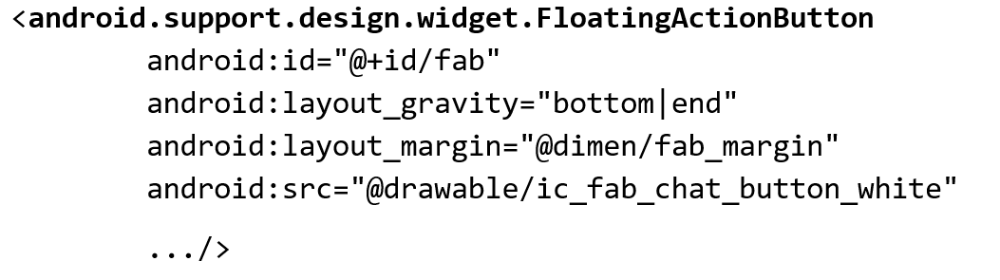 <android.support.design.widget.FloatingActionButton
android:id="@+id/fab"
android:layout_gravity="bottom|end"
android:layout_margin="@dimen/fab_margin"
android:src="@drawable/ic_fab_chat_button_white"
.../>